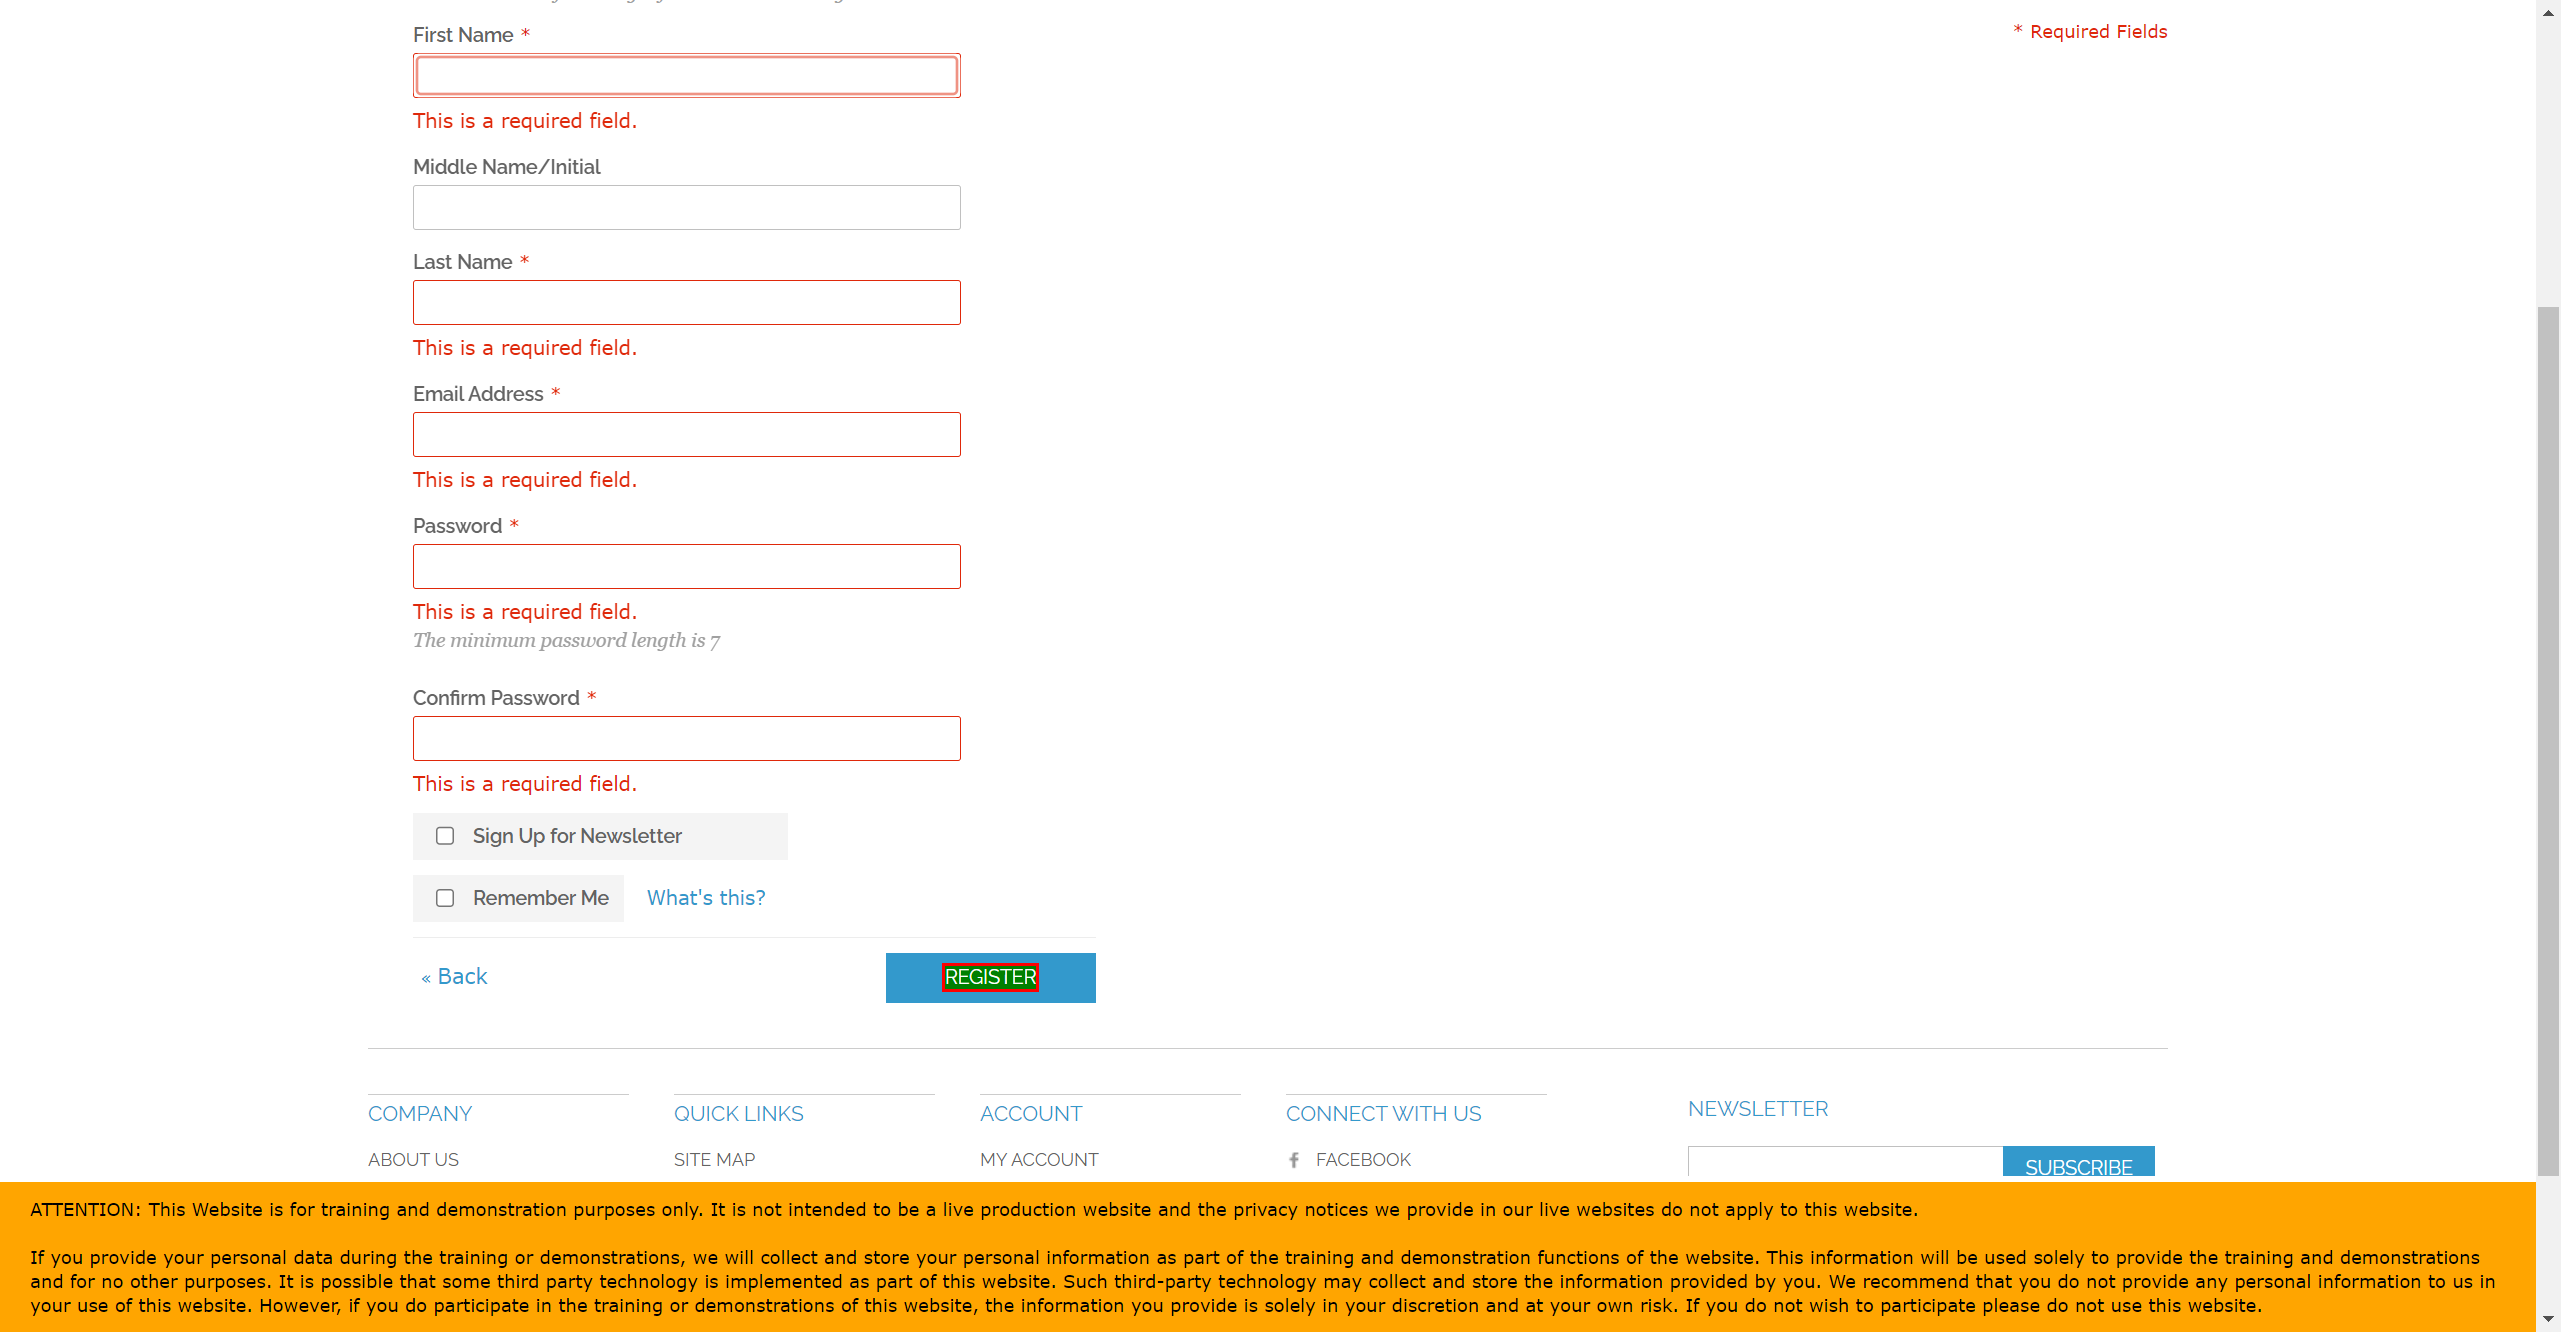 First Name *
* Required Fields
This is a required field.
Middle Name/Initial
Last Name *
This is a required field.
Email Address *
This is a required field.
Password *
This is a required field.
The minimum password length is 7
Confirm Password *
This is a required field.
Sign Up for Newsletter
Remember Me What's this?
« Back REGISTER
COMPANY QUICK LINKS ACCOUNT CONNECT WITH US NEWSLETTER
ABOUT US SITE MAP MY ACCOUNT FACEBOOK SUBSCRIBE
ATTENTION: This Website is for training and demonstration purposes only. It is not intended to be a live production website and the privacy notices we provide in our live websites do not apply to this website.
If you provide your personal data during the training or demonstrations, we will collect and store your personal information as part of the training and demonstration functions of the website. This information will be used solely to provide the training and demonstrations
and for no other purposes. It is possible that some third party technology is implemented as part of this website. Such third-party technology may collect and store the information provided by you. We recommend that you do not provide any personal information to us in
your use of this website. However, if you do participate in the training or demonstrations of this website, the information you provide is solely in your discretion and at your own risk. If you do not wish to participate please do not use this website.